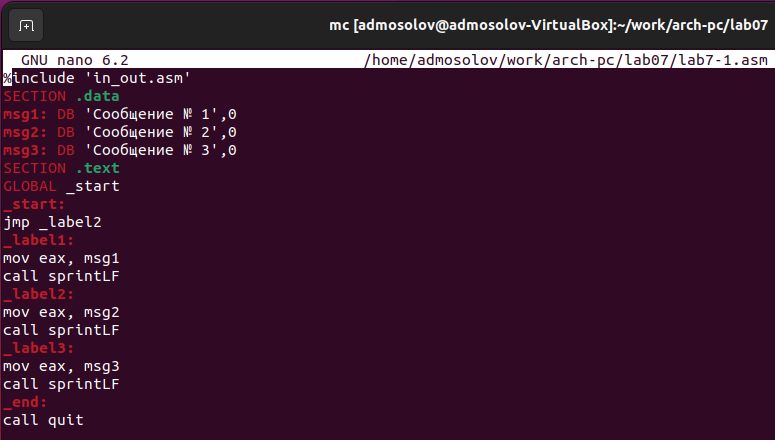 mc [admosolov@admosolov-VirtualBox]:~/work/arch-pc/lab07
GNU nano 6.2 /home/admosolov/work/arch-pc/lab07/lab7-1.asm
%include 'in_out.asm'
SECTION .data
msg1: DB 'Сообщение № 1',0
msg2: DB 'Сообщение № 2',0
msg3: DB 'Сообщение № 3',0
SECTION .text
GLOBAL _start
_start:
jmp _label2
_label1:
mov eax, msg1
call sprintLF
_label2:
mov eax, msg2
call sprintLF
_label3:
mov eax, msg3
call sprintLF
_end:
call quit